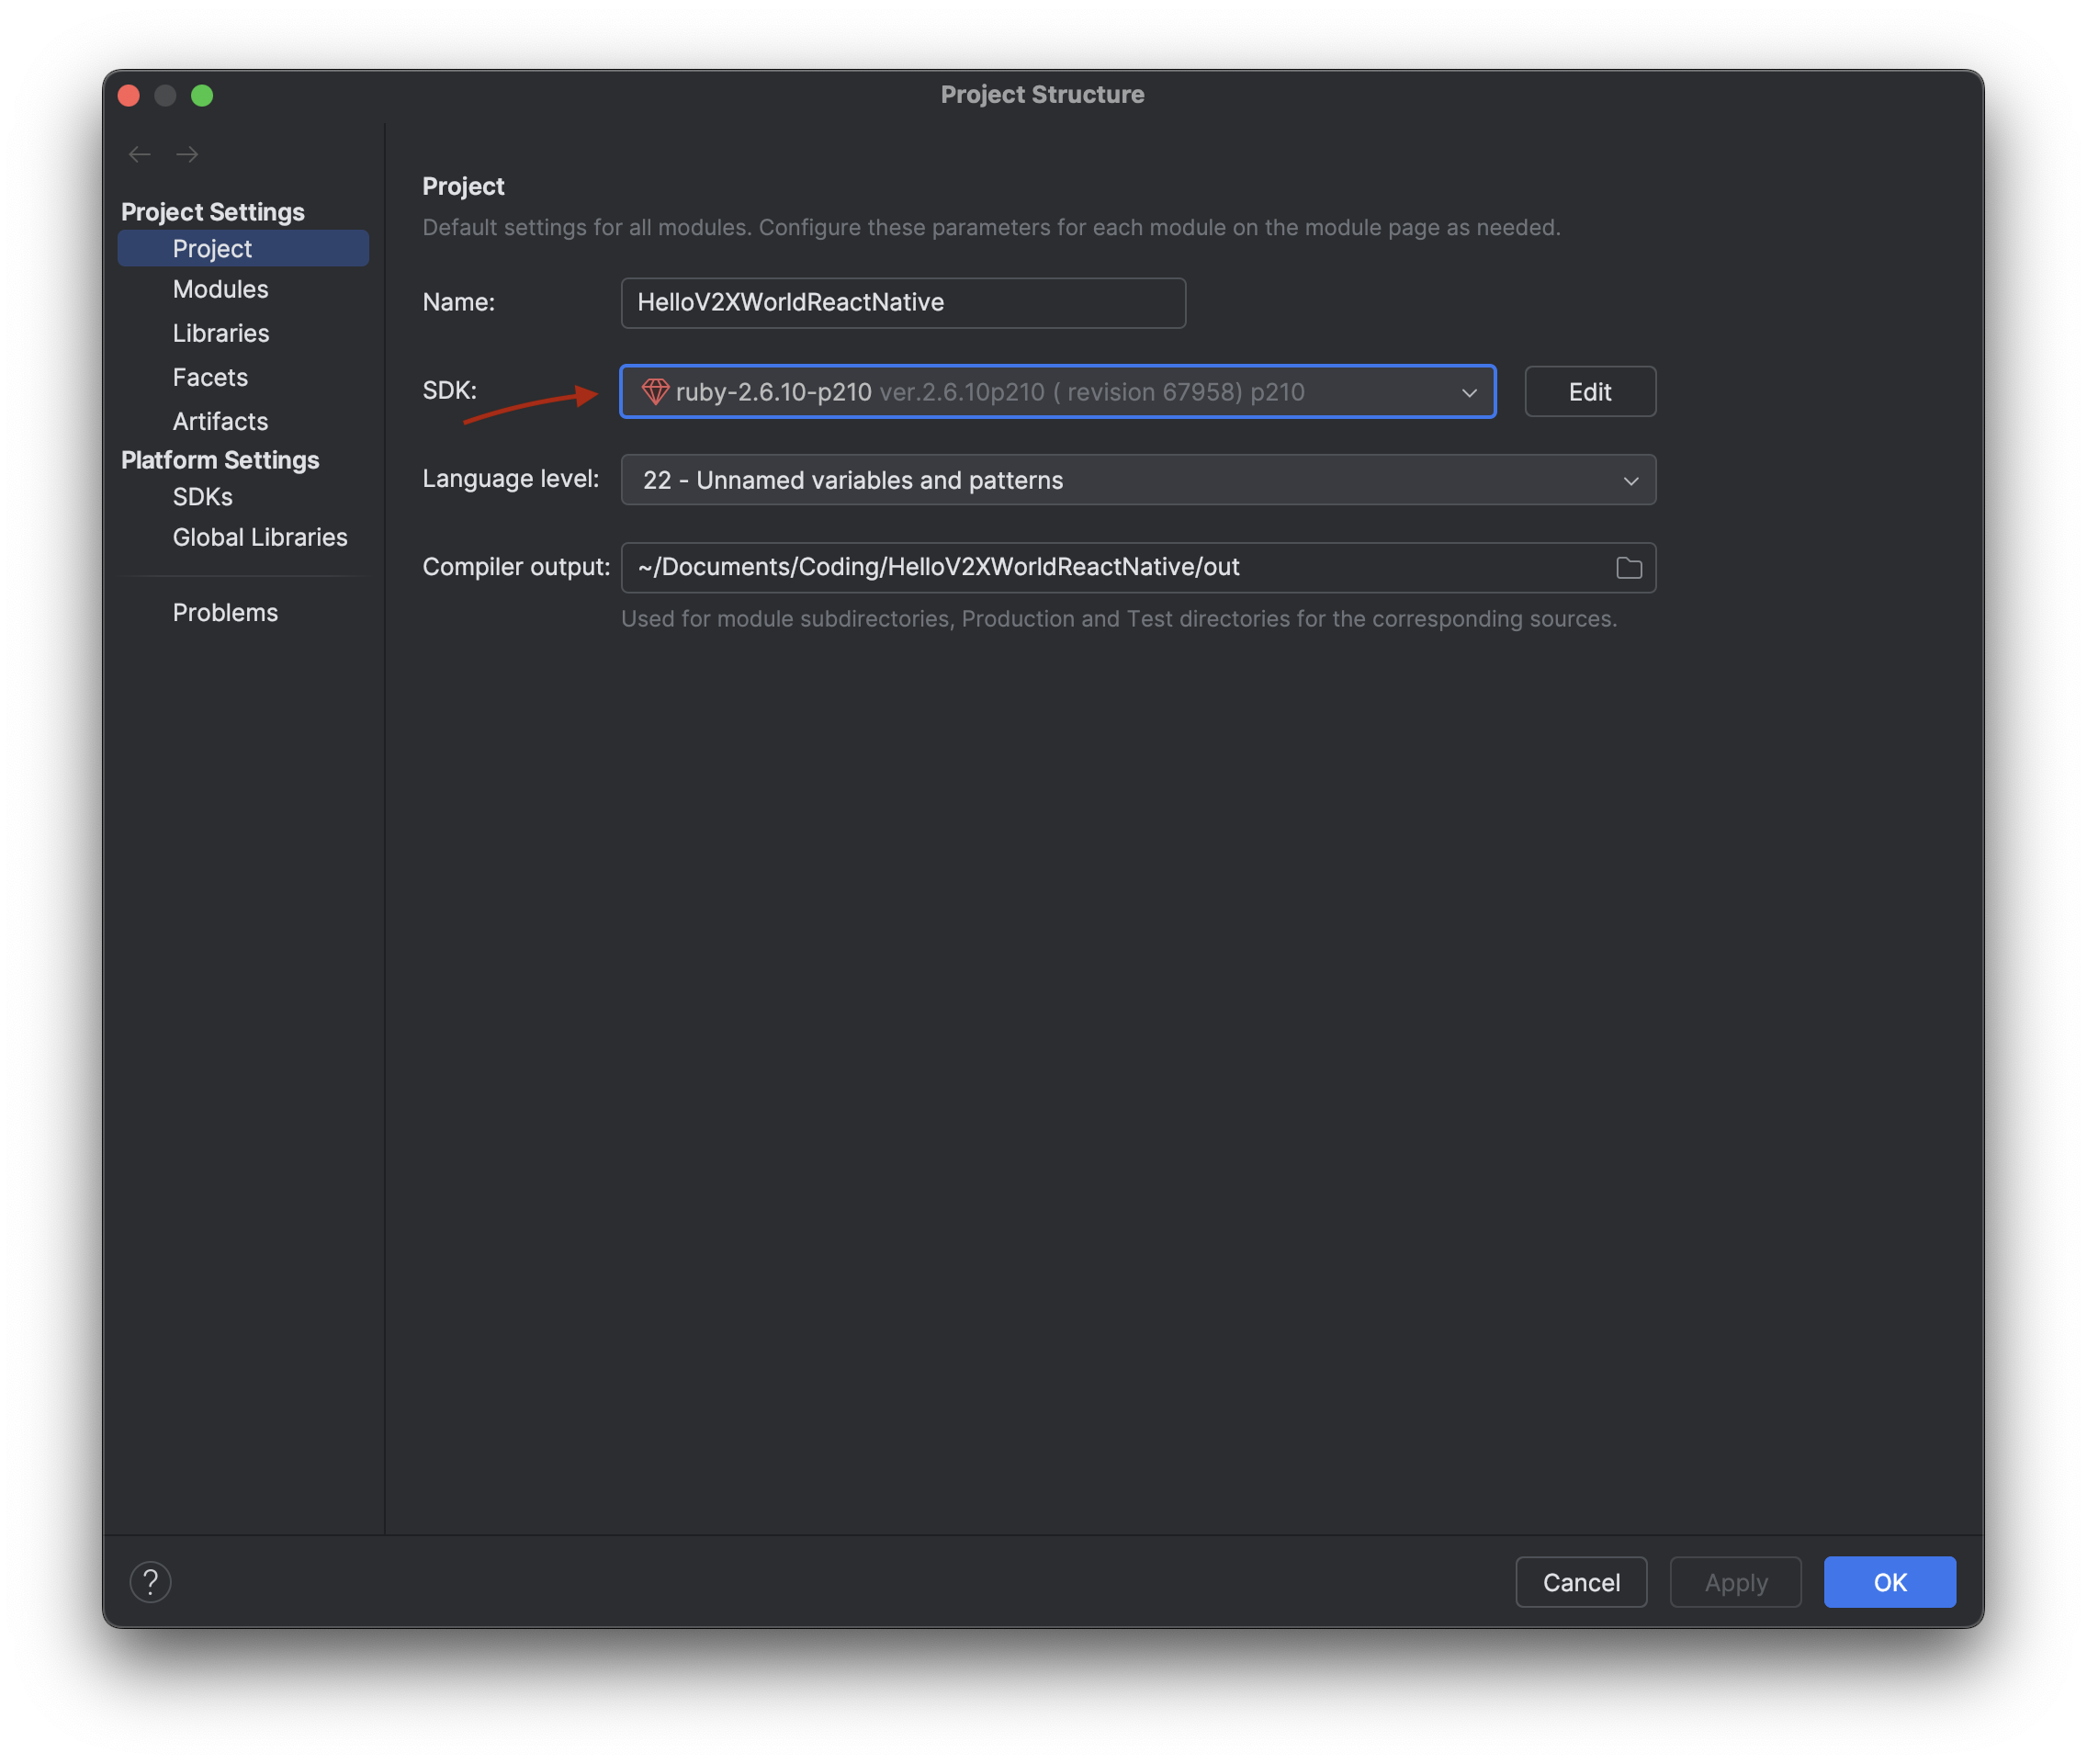 Project Structure
Project Settings
Project
Modules
Libraries
Facets
Artifacts
Platform Settings
SDKs
Global Libraries
Problems
Project
Default settings for all modules. Configure these parameters for each module on the module page as needed.
Name: HelloV2XWorldReactNative
SDK: ruby-2.6.10-p210 ver.2.6.10p210 ( revision 67958) p210 Edit
Language level: 22 - Unnamed variables and patterns
Compiler output: ~/Documents/Coding/HelloV2XWorldReactNative/out
Used for module subdirectories, Production and Test directories for the corresponding sources.
? Cancel Apply OK